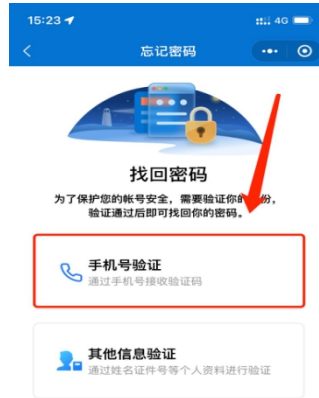 15:23 4G
忘记密码
找回密码
为了保护您的帐号安全，需要验证你的 份，
验证通过后即可找回你的密码。
手机号验证
通过手机号接收验证码
其他信息验证
通过姓名证件号等个人资料进行验证